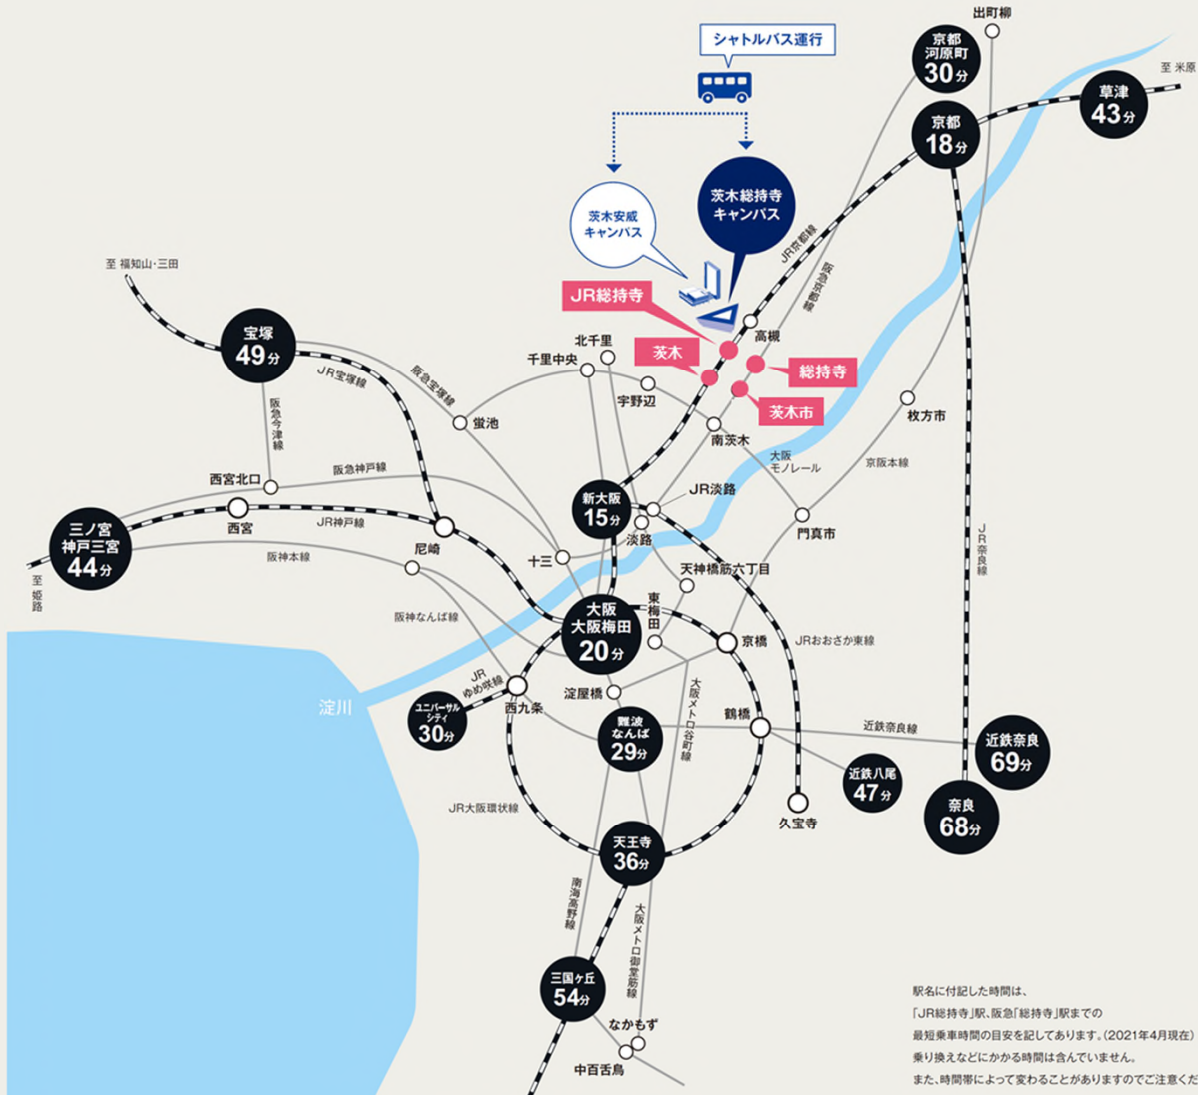 出町柳
シャトルバス運行
京都
河原町
30分
至 米原
草津
43分
京都
18分
茨木安威
キャンパス
茨木総持寺
キャンパス
JR京都線
阪急京都線
至 福知山・三田
JR総持寺
宝塚
49分
高槻
北千里
千里中央
茨木
総持寺
JR宝塚線
阪急宝塚線
宇野辺
茨木市
枚方市
阪急今津線
蛍池
南茨木
大阪
モノレール
京阪本線
西宮北口
阪急神戸線
新大阪
15分
JR淡路
三ノ宮
神戸三宮
44分
西宮
JR神戸線
尼崎
淡路
門真市
JR奈良線
阪神本線
十三
天神橋筋六丁目
至 姫路
東梅田
阪神なんば線
大阪
大阪梅田
20分
京橋
JRおおさか東線
JR
ゆめ咲線
淀川
西九条
淀屋橋
大阪メトロ谷町線
鶴橋
ユニバーサル
シティ
30分
難波
なんば
29分
近鉄奈良線
近鉄奈良
69分
近鉄八尾
47分
JR大阪環状線
久宝寺
奈良
68分
天王寺
36分
南海高野線
大阪メトロ御堂筋線
三国ヶ丘
54分
なかもず
中百舌鳥
駅名に付記した時間は、
「JR総持寺」駅、阪急「総持寺」駅までの
最短乗車時間の目安を記してあります。(2021年4月現在)
乗り換えなどにかかる時間は含んでいません。
また、時間帯によって変わることがありますのでご注意くだ